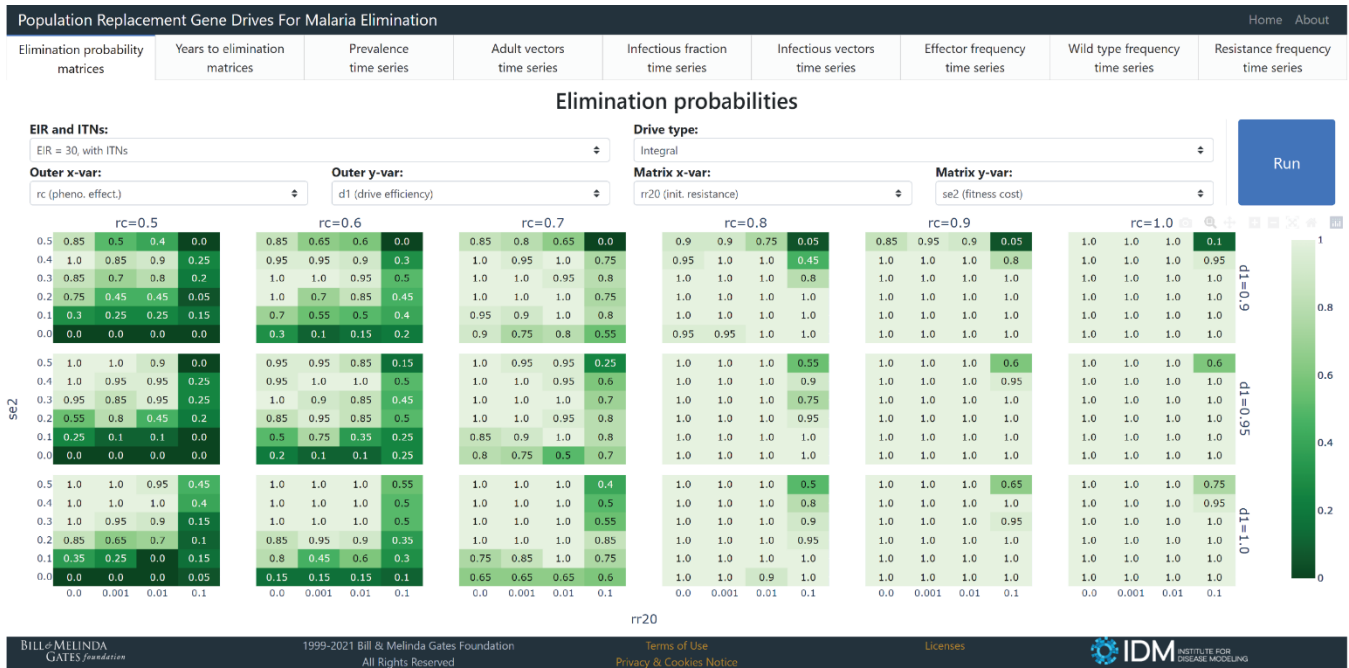 Population Replacement Gene Drives For Malaria Elimination Home About
Elimination probability matrices Years to elimination matrices Prevalence time series Adult vectors time series Infectious fraction time series Infectious vectors time series Effector frequency time series Wild type frequency time series Resistance frequency time series
Elimination probabilities
EIR and ITNs: Drive type:
EIR = 30, with ITNs Integral Run
Outer x-var: Outer y-var: Matrix x-var: Matrix y-var:
rc (pheno. effect.) d1 (drive efficiency) rr20 (init. resistance) se2 (fitness cost)
rc=0.5 rc=0.6 rc=0.7 rc=0.8 rc=0.9 rc=1.0
0.5 0.85 0.5 0.4 0.0 0.85 0.65 0.6 0.0 0.85 0.8 0.65 0.0 0.9 0.9 0.75 0.05 0.85 0.95 0.9 0.05 1.0 1.0 1.0 0.1 1
0.4 1.0 0.85 0.9 0.25 0.95 0.95 0.9 0.3 1.0 0.95 1.0 0.75 0.95 1.0 1.0 0.45 1.0 1.0 1.0 0.8 1.0 1.0 1.0 0.95
0.3 0.85 0.7 0.8 0.2 1.0 1.0 0.95 0.5 1.0 1.0 0.95 0.8 1.0 1.0 1.0 0.8 1.0 1.0 1.0 1.0 1.0 1.0 1.0 1.0 d1=0.9
0.2 0.75 0.45 0.45 0.05 1.0 0.7 0.85 0.45 1.0 1.0 1.0 0.75 1.0 1.0 1.0 1.0 1.0 1.0 1.0 1.0 1.0 1.0 1.0 1.0
0.1 0.3 0.25 0.25 0.15 0.7 0.55 0.5 0.4 0.95 0.9 1.0 0.8 1.0 1.0 1.0 1.0 1.0 1.0 1.0 1.0 1.0 1.0 1.0 1.0 0.8
0.0 0.0 0.0 0.0 0.0 0.3 0.1 0.15 0.2 0.9 0.75 0.8 0.55 0.95 0.95 1.0 1.0 1.0 1.0 1.0 1.0 1.0 1.0 1.0 1.0
0.5 1.0 1.0 0.9 0.0 0.95 0.95 0.85 0.15 1.0 0.95 0.95 0.25 1.0 1.0 1.0 0.55 1.0 1.0 1.0 0.6 1.0 1.0 1.0 0.6
0.4 1.0 0.95 0.95 0.25 0.95 1.0 1.0 0.5 1.0 1.0 0.95 0.6 1.0 1.0 1.0 0.9 1.0 1.0 1.0 0.95 1.0 1.0 1.0 1.0 0.6
0.3 0.95 0.85 0.95 0.25 1.0 0.9 0.85 0.45 1.0 1.0 1.0 0.7 1.0 1.0 1.0 0.75 1.0 1.0 1.0 1.0 1.0 1.0 1.0 1.0 d1=0.95
se2
0.2 0.55 0.8 0.45 0.2 0.85 0.95 0.85 0.5 1.0 1.0 0.95 0.8 1.0 1.0 1.0 0.95 1.0 1.0 1.0 1.0 1.0 1.0 1.0 1.0
0.1 0.25 0.1 0.1 0.0 0.5 0.75 0.35 0.25 0.85 0.9 1.0 0.8 1.0 1.0 1.0 1.0 1.0 1.0 1.0 1.0 1.0 1.0 1.0 1.0 0.4
0.0 0.0 0.0 0.0 0.0 0.2 0.1 0.1 0.25 0.8 0.75 0.5 0.7 1.0 1.0 1.0 1.0 1.0 1.0 1.0 1.0 1.0 1.0 1.0 1.0
0.5 1.0 1.0 0.95 0.45 1.0 1.0 1.0 0.55 1.0 1.0 1.0 0.4 1.0 1.0 1.0 0.5 1.0 1.0 1.0 0.65 1.0 1.0 1.0 0.75
0.4 1.0 1.0 1.0 0.4 1.0 1.0 1.0 0.5 1.0 1.0 1.0 0.5 1.0 1.0 1.0 0.8 1.0 1.0 1.0 1.0 1.0 1.0 1.0 0.95
0.3 1.0 0.95 0.9 0.15 1.0 1.0 1.0 0.5 1.0 1.0 1.0 0.55 1.0 1.0 1.0 0.9 1.0 1.0 1.0 0.95 1.0 1.0 1.0 1.0 d1=1.0 0.2
0.2 0.85 0.65 0.7 0.1 0.85 0.95 0.9 0.35 1.0 1.0 1.0 0.85 1.0 1.0 1.0 0.95 1.0 1.0 1.0 1.0 1.0 1.0 1.0 1.0
0.1 0.35 0.25 0.0 0.15 0.8 0.45 0.6 0.3 0.75 0.85 1.0 0.75 1.0 1.0 1.0 1.0 1.0 1.0 1.0 1.0 1.0 1.0 1.0 1.0
0.0 0.0 0.0 0.0 0.05 0.15 0.15 0.15 0.1 0.65 0.65 0.65 0.6 1.0 1.0 0.9 1.0 1.0 1.0 1.0 1.0 1.0 1.0 1.0 1.0 0
0.0 0.001 0.01 0.1 0.0 0.001 0.01 0.1 0.0 0.001 0.01 0.1 0.0 0.001 0.01 0.1 0.0 0.001 0.01 0.1 0.0 0.001 0.01 0.1
rr20
BILL & MELINDA GATES foundation
1999-2021 Bill & Melinda Gates Foundation
All Rights Reserved
Terms of Use
Privacy & Cookies Notice
Licenses
IDM INSTITUTE FOR DISEASE MODELING